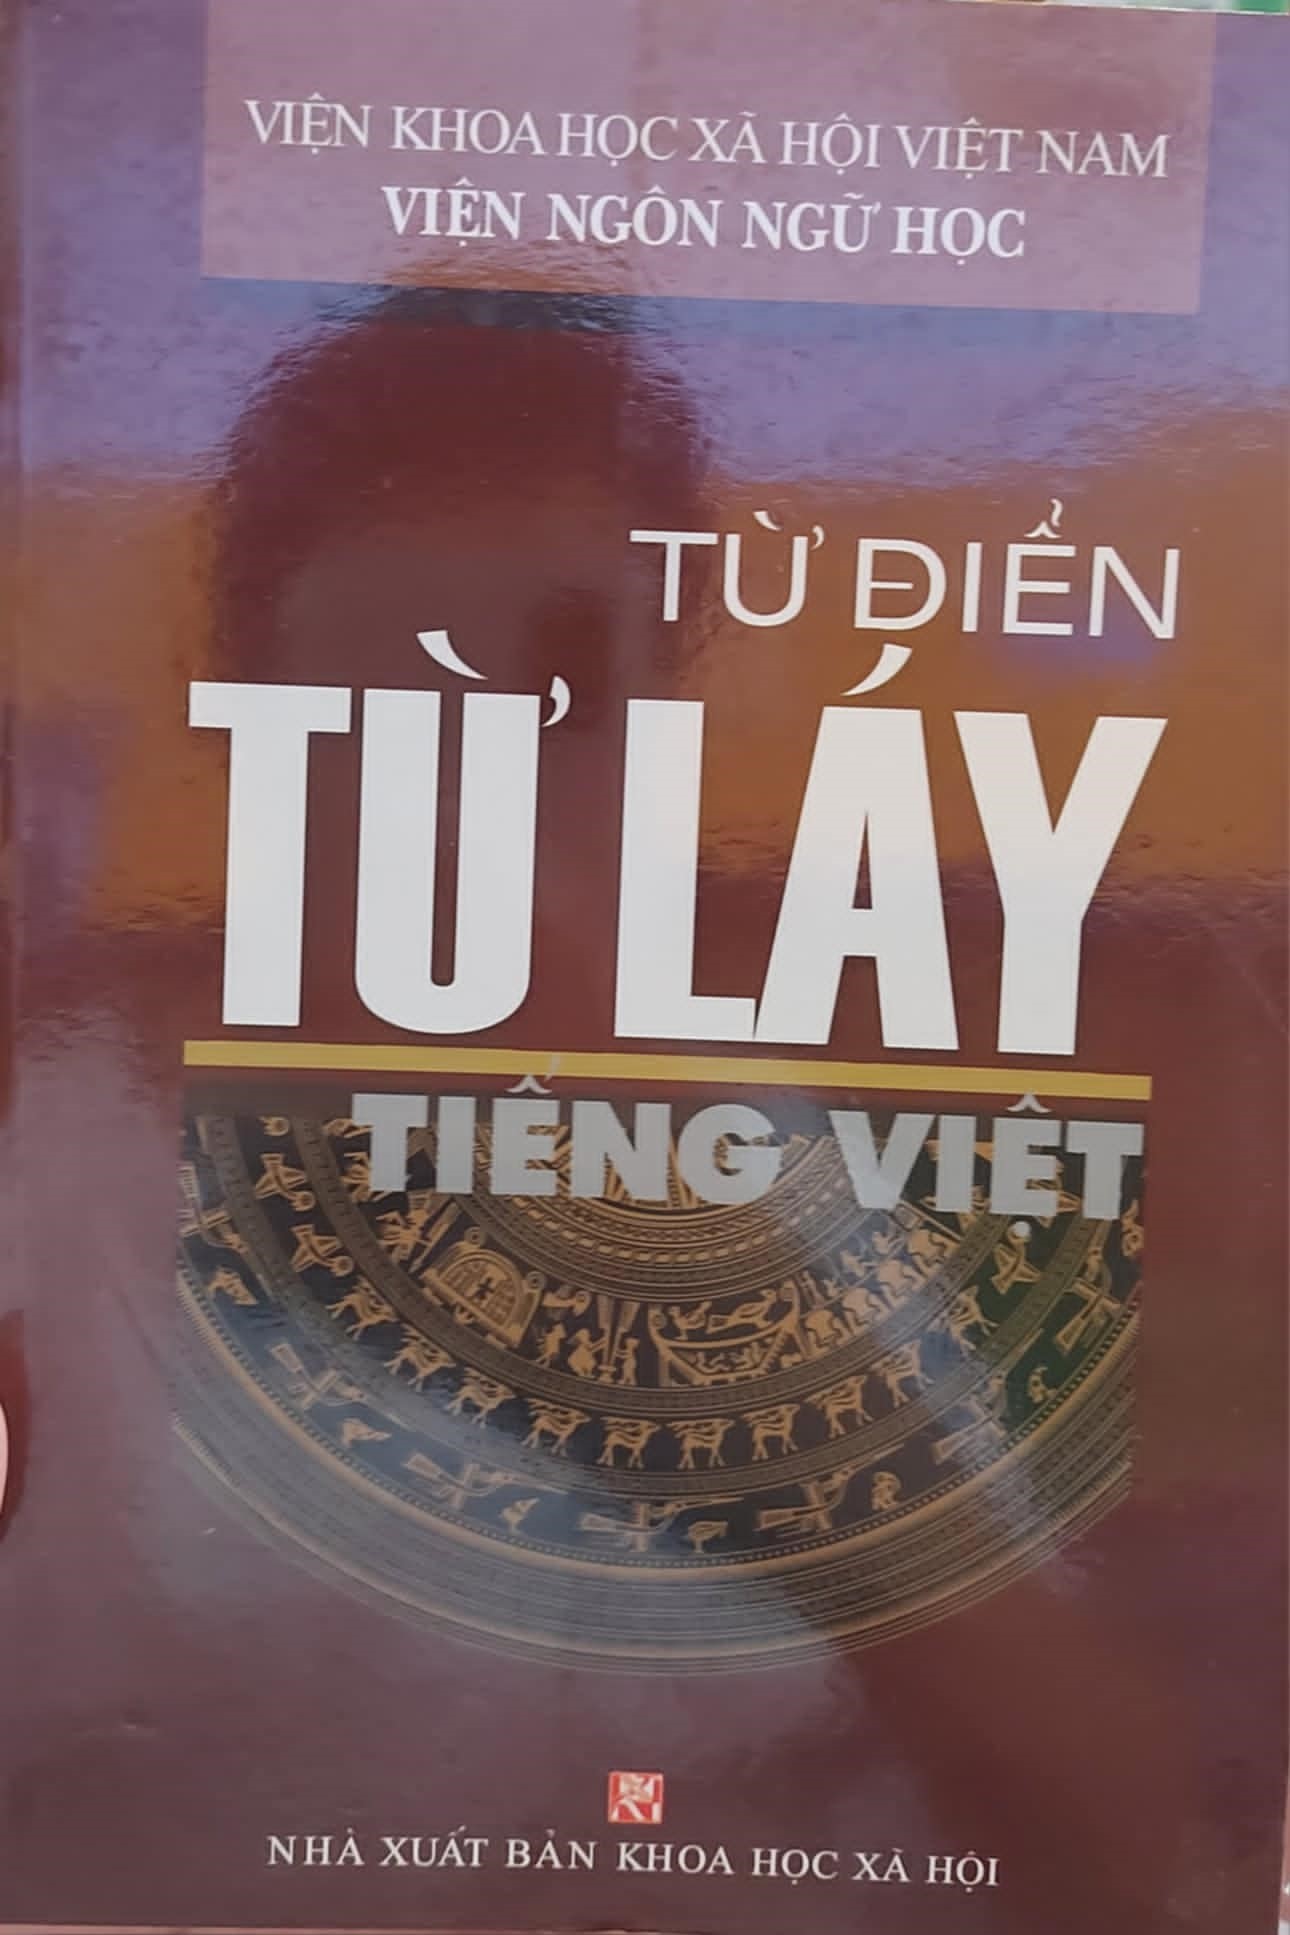 VIỆN KHOA HỌC XÃ HỘI VIỆT NAM
VIỆN NGÔN NGỮ HỌC
TỪ ĐIỂN
TỪ LÁY
TIẾNG VIỆT
NHÀ XUẤT BẢN KHOA HỌC XÃ HỘI